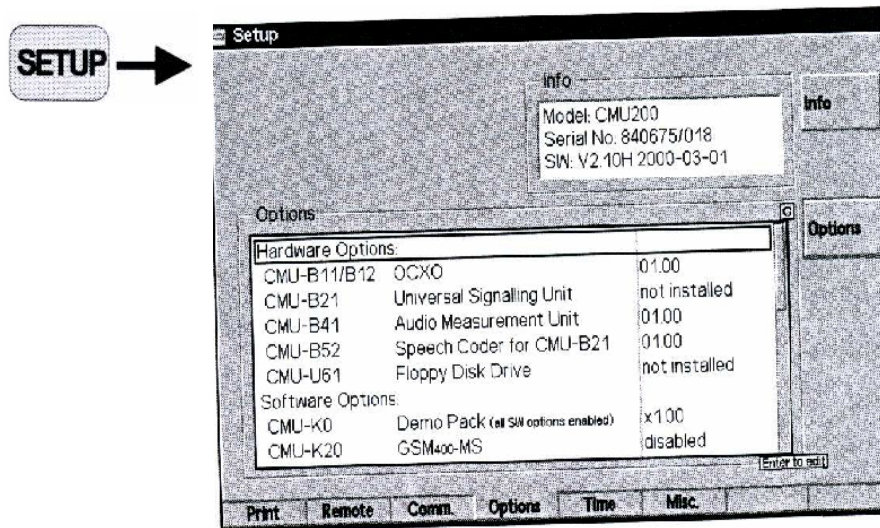 SETUP
Setup
Info
Model: CMU200
Serial No. 840675/018
SW: V2.10H 2000-03-01
Info
Options
Options
Hardware Options:
CMU-B11/B12 OCXO 01.00
CMU-B21 Universal Signalling Unit not installed
CMU-B41 Audio Measurement Unit 01.00
CMU-B52 Speech Coder for CMU-B21 01.00
CMU-U61 Floppy Disk Drive not installed
Software Options:
CMU-K0 Demo Pack (all SW options enabled) x1.00
CMU-K20 GSM400-MS disabled
Enter to edit
Print Remote Comm. Options Time Misc.